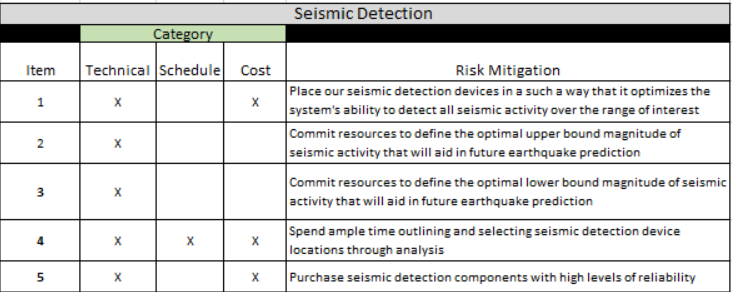 Seismic Detection
Category
Item Technical Schedule Cost Risk Mitigation
1 X X Place our seismic detection devices in a such a way that it optimizes the
system's ability to detect all seismic activity over the range of interest
2 X Commit resources to define the optimal upper bound magnitude of
seismic activity that will aid in future earthquake prediction
3 X Commit resources to define the optimal lower bound magnitude of seismic
activity that will aid in future earthquake prediction
4 X X X Spend ample time outlining and selecting seismic detection device
locations through analysis
5 X X Purchase seismic detection components with high levels of reliability